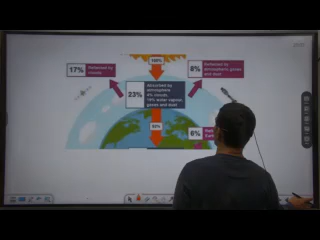 100%
17% Reflected by
clouds
8% Reflected by
atmospheric gases
and dust
23% Absorbed by
atmosphere
4% clouds,
19% water vapour,
gases and dust
6%